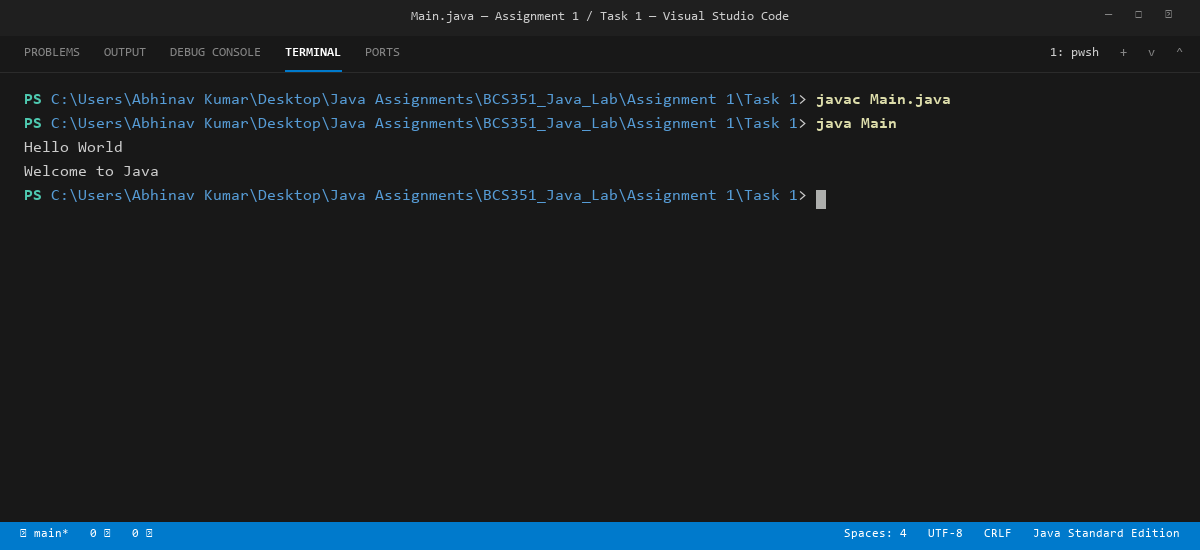 Main.java — Assignment 1 / Task 1 — Visual Studio Code
PROBLEMS OUTPUT DEBUG CONSOLE TERMINAL PORTS 1: pwsh + v ^
PS C:\Users\Abhinav Kumar\Desktop\Java Assignments\BCS351_Java_Lab\Assignment 1\Task 1> javac Main.java
PS C:\Users\Abhinav Kumar\Desktop\Java Assignments\BCS351_Java_Lab\Assignment 1\Task 1> java Main
Hello World
Welcome to Java
PS C:\Users\Abhinav Kumar\Desktop\Java Assignments\BCS351_Java_Lab\Assignment 1\Task 1>
main* 0 0 Spaces: 4 UTF-8 CRLF Java Standard Edition